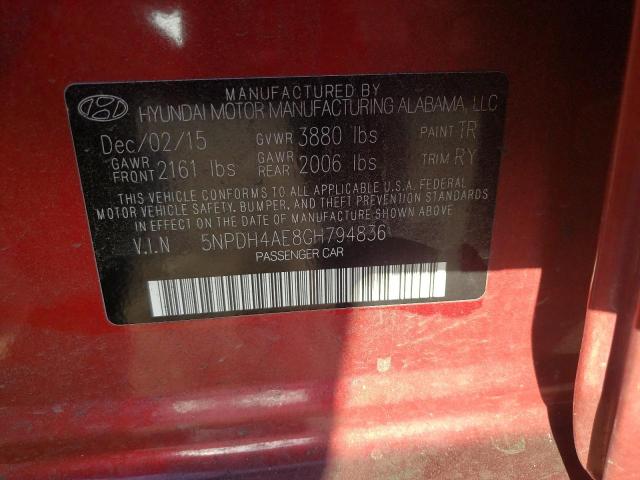 MANUFACTURED BY
HYUNDAI MOTOR MANUFACTURING ALABAMA, LLC
Dec/02/15 GVWR 3880 lbs PAINT TR
GAWR FRONT 2161 lbs GAWR REAR 2006 lbs TRIM RY
THIS VEHICLE CONFORMS TO ALL APPLICABLE U.S.A. FEDERAL
MOTOR VEHICLE SAFETY, BUMPER, AND THEFT PREVENTION STANDARDS
IN EFFECT ON THE DATE OF MANUFACTURE SHOWN ABOVE.
V.I.N 5NPDH4AE8GH794836
PASSENGER CAR